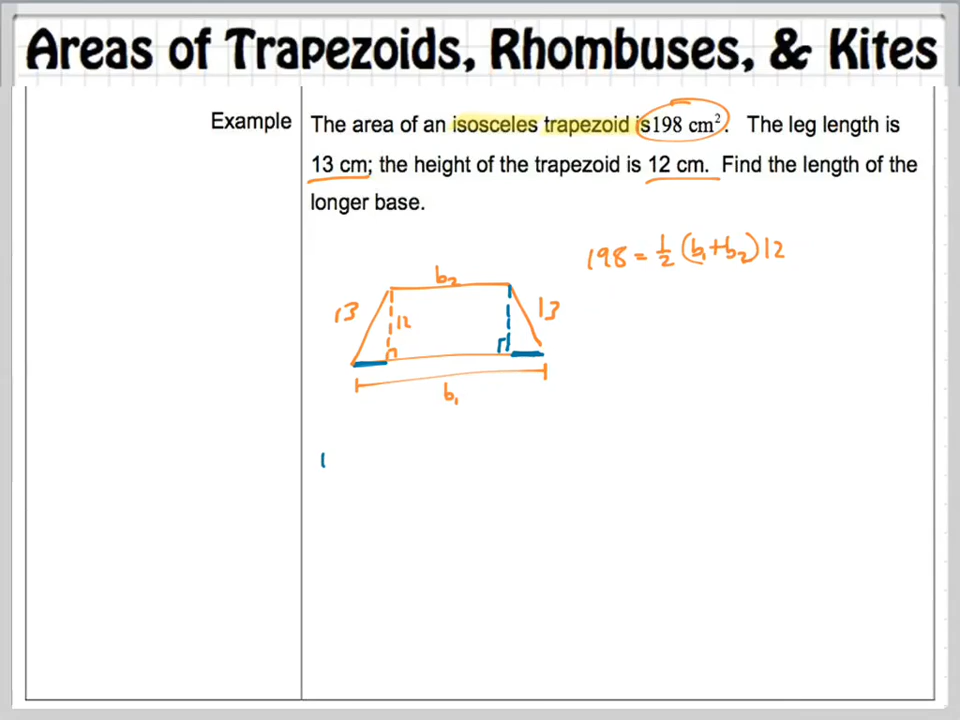 Areas of Trapezoids, Rhombuses, & Kites
Example
The area of an isosceles trapezoid is 198 cm². The leg length is
13 cm; the height of the trapezoid is 12 cm. Find the length of the
longer base.
198 = 1/2 (b₁+b₂) 12
b₂
13
12
13
b₁